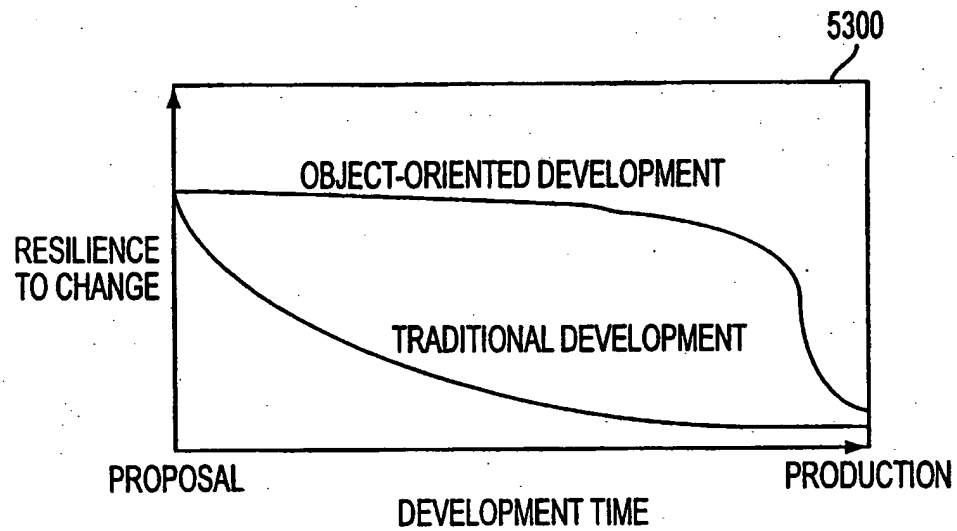 5300
OBJECT-ORIENTED DEVELOPMENT
RESILIENCE
TO CHANGE
TRADITIONAL DEVELOPMENT
PROPOSAL
PRODUCTION
DEVELOPMENT TIME